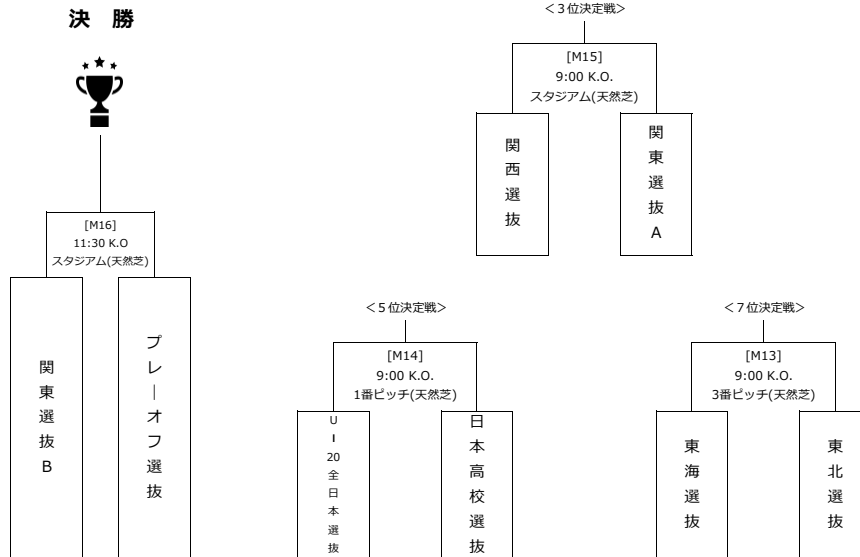 決 勝
[M16]
11:30 K.O
スタジアム(天然芝)
関東選抜B
プレーオフ選抜
＜３位決定戦＞
[M15]
9:00 K.O.
スタジアム(天然芝)
関西選抜
関東選抜A
＜５位決定戦＞
[M14]
9:00 K.O.
1番ピッチ(天然芝)
U-20全日本選抜
日本高校選抜
＜７位決定戦＞
[M13]
9:00 K.O.
3番ピッチ(天然芝)
東海選抜
東北選抜